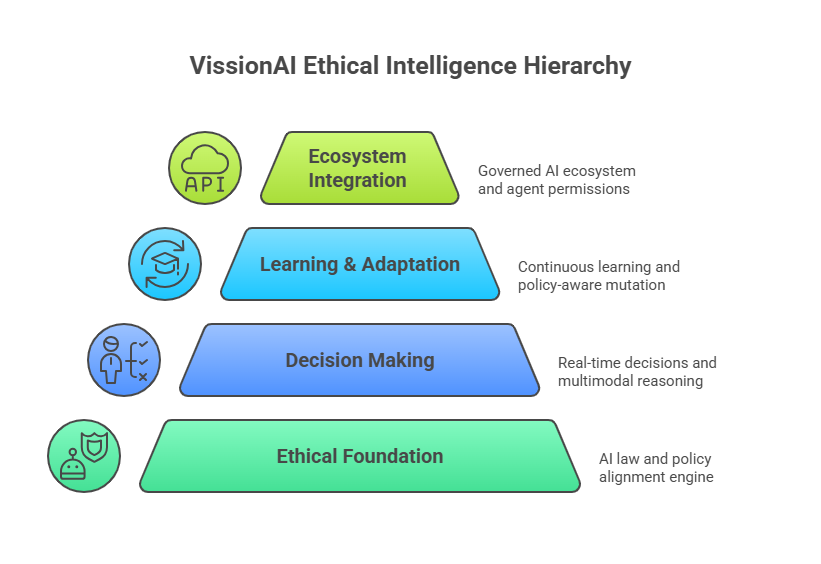 VissionAI Ethical Intelligence Hierarchy
API
Ecosystem
Integration
Governed AI ecosystem
and agent permissions
Learning & Adaptation
Continuous learning and
policy-aware mutation
Decision Making
Real-time decisions and
multimodal reasoning
Ethical Foundation
AI law and policy
alignment engine